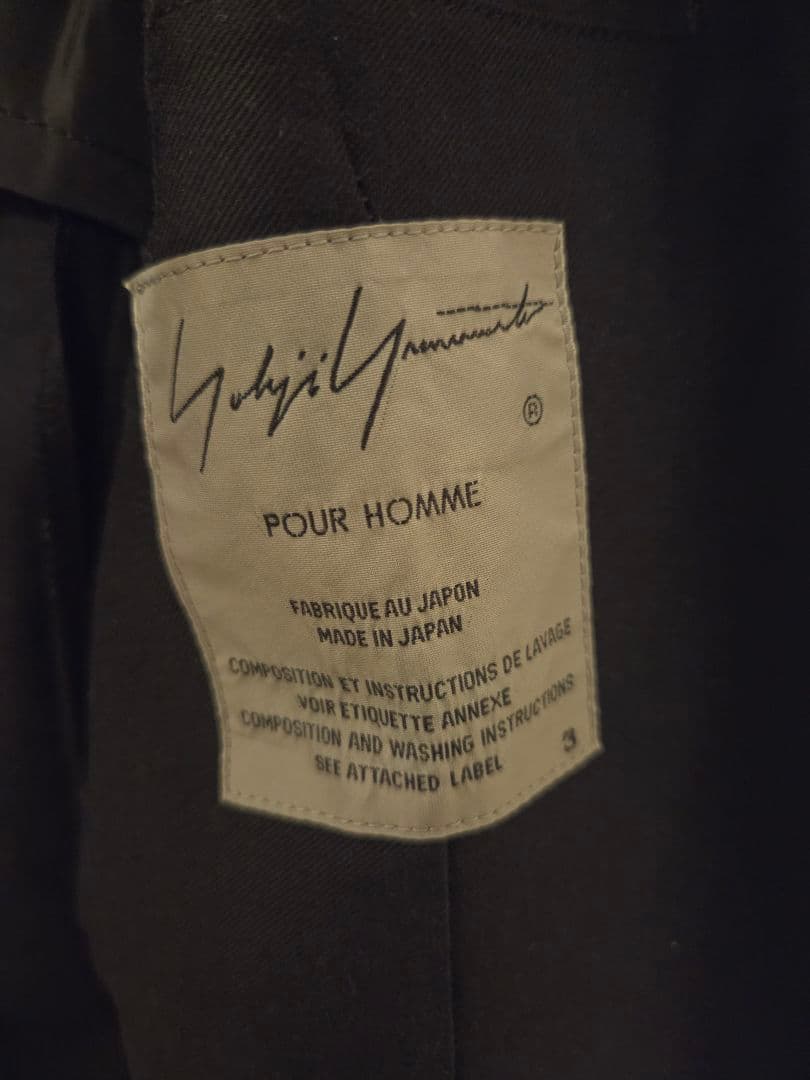 Yohji Yamamoto
®
POUR HOMME
FABRIQUE AU JAPON
MADE IN JAPAN
COMPOSITION ET INSTRUCTIONS DE LAVAGE
VOIR ETIQUETTE ANNEXE
COMPOSITION AND WASHING INSTRUCTIONS
SEE ATTACHED LABEL
3